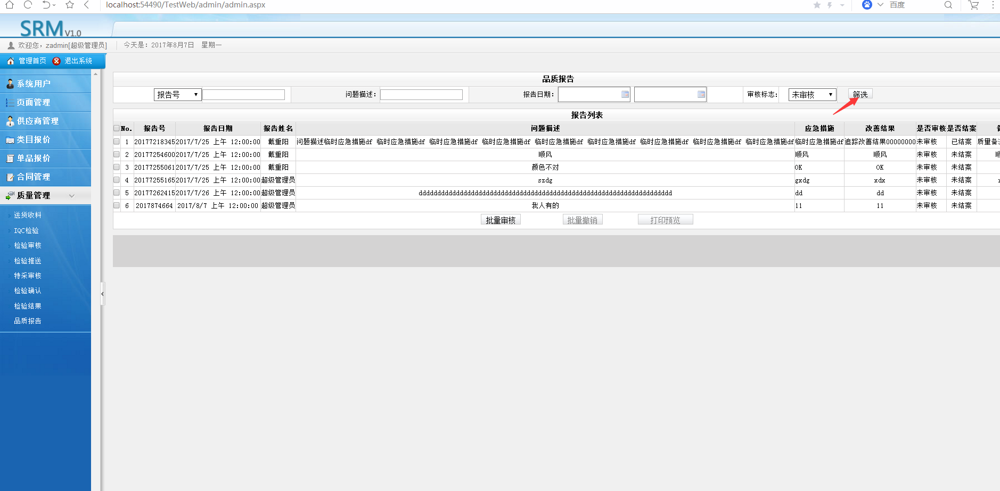 localhost:54490/TestWeb/admin/admin.aspx 百度
SRM V1.0
欢迎您，zadmin[超级管理员] 今天是：2017年8月7日 星期一
管理首页 退出系统
系统用户
页面管理
供应商管理
类目报价
单品报价
合同管理
质量管理
送货收料
IQC检验
检验审核
检验推送
特采审核
检验确认
检验结果
品质报告
品质报告
报告号 问题描述： 报告日期： 审核标志： 未审核 筛选
报告列表
No. 报告号 报告日期 报告姓名 问题描述 应急措施 改善结果 是否审核 是否结案
1 20177218345 2017/7/25 上午 12:00:00 戴重阳 问题描述临时应急措施df 临时应急措施df 临时应急措施df 临时应急措施df 临时应急措施df 临时应急措施df 临时应急措施df 临时应急措施df 临时应急措施df 临时应急措施df 追踪改善结果00000000 未审核 已结案 质量备
2 20177254600 2017/7/25 上午 12:00:00 戴重阳 顺风 顺风 顺风 未审核 未结案
3 20177255061 2017/7/25 上午 12:00:00 戴重阳 颜色不对 OK OK 未审核 未结案
4 20177255165 2017/7/25 上午 12:00:00 超级管理员 szdg gxdg xdx 未审核 未结案
5 20177262415 2017/7/26 上午 12:00:00 超级管理员 dddddddddddddddddddddddddddddddddddddddddddddddddddddddddddddddddddd dd dd 未审核 未结案
6 2017874664 2017/8/7 上午 12:00:00 超级管理员 我人有的 11 11 未审核 未结案
批量审核 批量撤销 打印预览